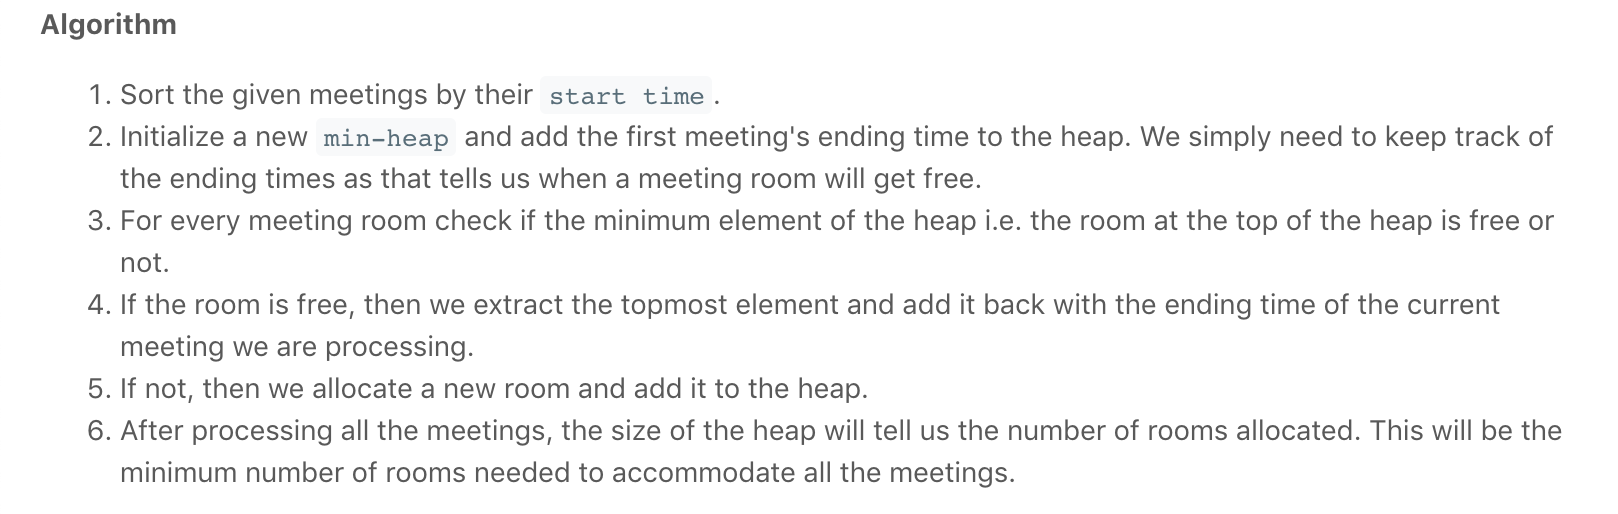 Algorithm
1. Sort the given meetings by their start time.
2. Initialize a new min-heap and add the first meeting's ending time to the heap. We simply need to keep track of
the ending times as that tells us when a meeting room will get free.
3. For every meeting room check if the minimum element of the heap i.e. the room at the top of the heap is free or
not.
4. If the room is free, then we extract the topmost element and add it back with the ending time of the current
meeting we are processing.
5. If not, then we allocate a new room and add it to the heap.
6. After processing all the meetings, the size of the heap will tell us the number of rooms allocated. This will be the
minimum number of rooms needed to accommodate all the meetings.